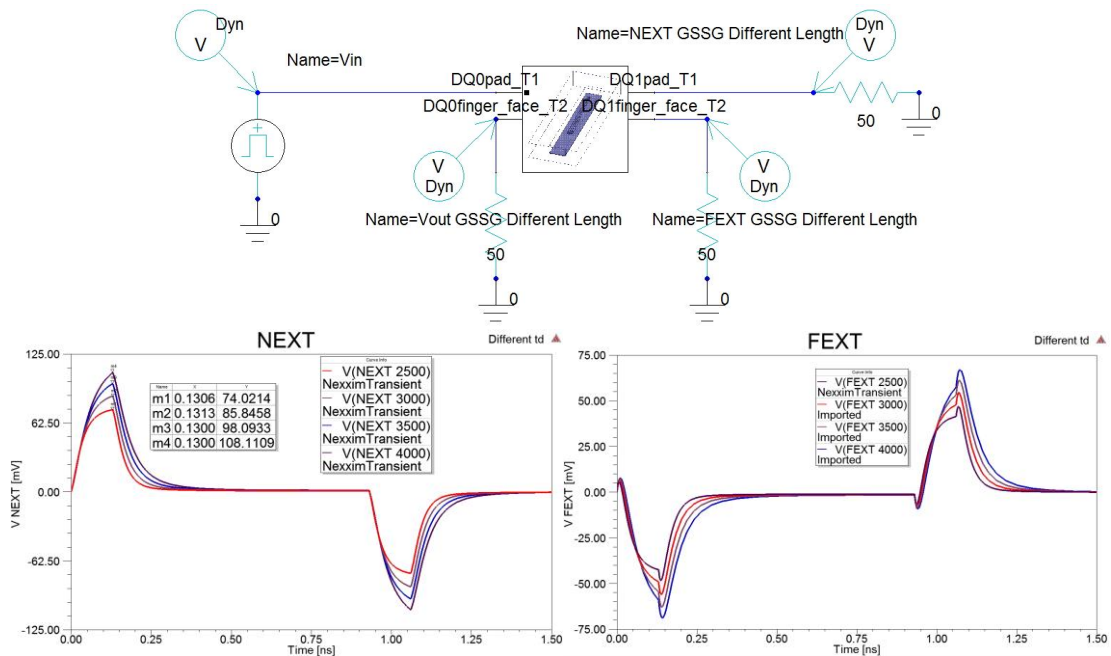 Dyn
V
Name=Vin
Name=NEXT GSSG Different Length
Dyn
V
DQ0pad_T1
DQ1pad_T1
DQ0finger_face_T2
DQ1finger_face_T2
50
0
V
Dyn
V
Dyn
0
Name=Vout GSSG Different Length
Name=FEXT GSSG Different Length
50
50
0
0
NEXT
Different td
125.00
62.50
0.00
-62.50
-125.00
V NEXT [mV]
Name X Y
m1 0.1306 74.0214
m2 0.1313 85.8458
m3 0.1300 98.0933
m4 0.1300 108.1109
Curve Info
V(NEXT 2500)
NexximTransient
V(NEXT 3000)
NexximTransient
V(NEXT 3500)
NexximTransient
V(NEXT 4000)
NexximTransient
0.00 0.25 0.50 0.75 1.00 1.25 1.50
Time [ns]
FEXT
Different td
75.00
50.00
25.00
0.00
-25.00
-50.00
-75.00
V FEXT [mV]
Curve Info
V(FEXT 2500)
NexximTransient
V(FEXT 3000)
Imported
V(FEXT 3500)
Imported
V(FEXT 4000)
Imported
0.00 0.25 0.50 0.75 1.00 1.25 1.50
Time [ns]